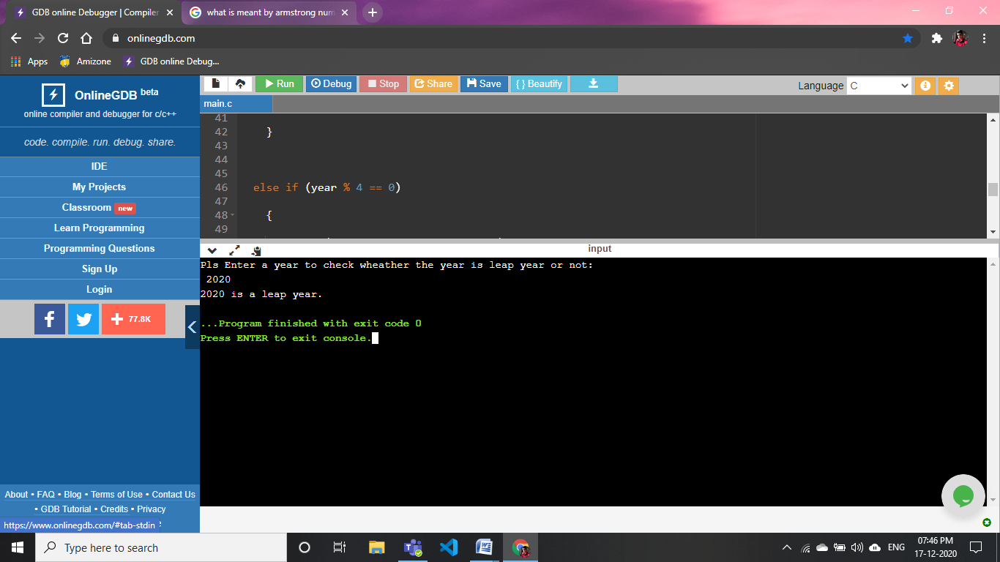 GDB online Debugger | Compiler
what is meant by armstrong num
onlinegdb.com
Apps
Amizone
GDB online Debug...
OnlineGDB beta
online compiler and debugger for c/c++
code. compile. run. debug. share.
IDE
My Projects
Classroom new
Learn Programming
Programming Questions
Sign Up
Login
f
77.8K
About • FAQ • Blog • Terms of Use • Contact Us
• GDB Tutorial • Credits • Privacy
https://www.onlinegdb.com/#tab-stdin
Run
Debug
Stop
Share
Save
{ } Beautify
Language C
main.c
41
42 }
43
44
45
46 else if (year % 4 == 0)
47
48 {
49
input
Pls Enter a year to check wheather the year is leap year or not:
2020
2020 is a leap year.
...Program finished with exit code 0
Press ENTER to exit console.
Type here to search
ENG
07:46 PM
17-12-2020